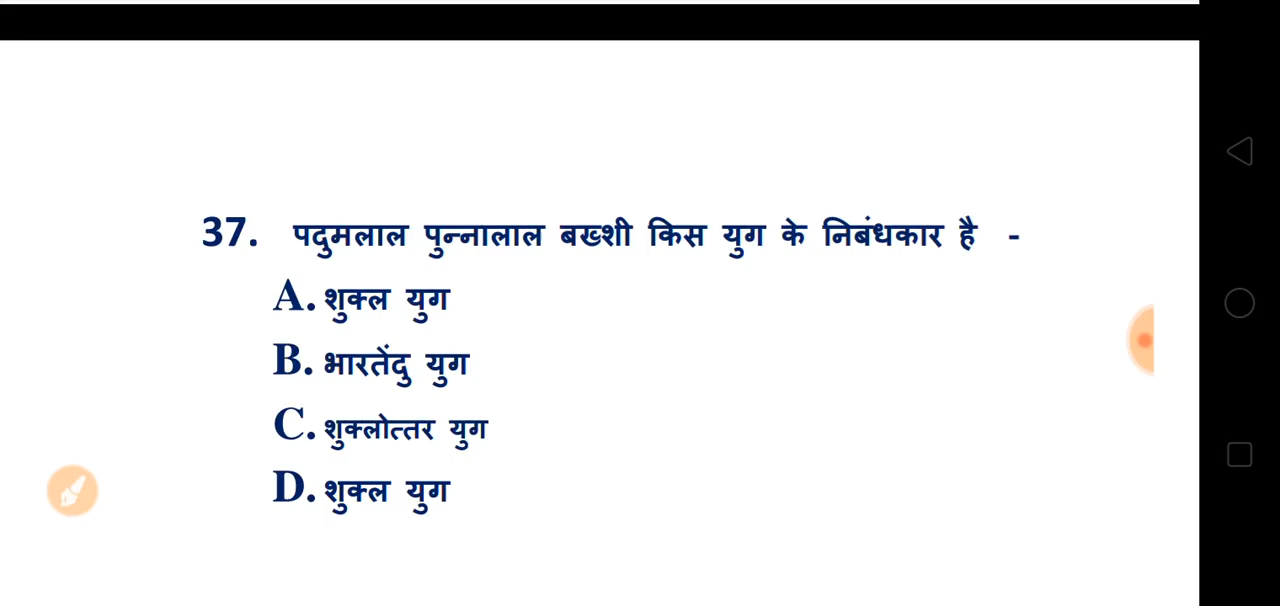 37. पदुमलाल पुन्नालाल बख्शी किस युग के निबंधकार है -
A. शुक्ल युग
B. भारतेंदु युग
C. शुक्लोत्तर युग
D. शुक्ल युग